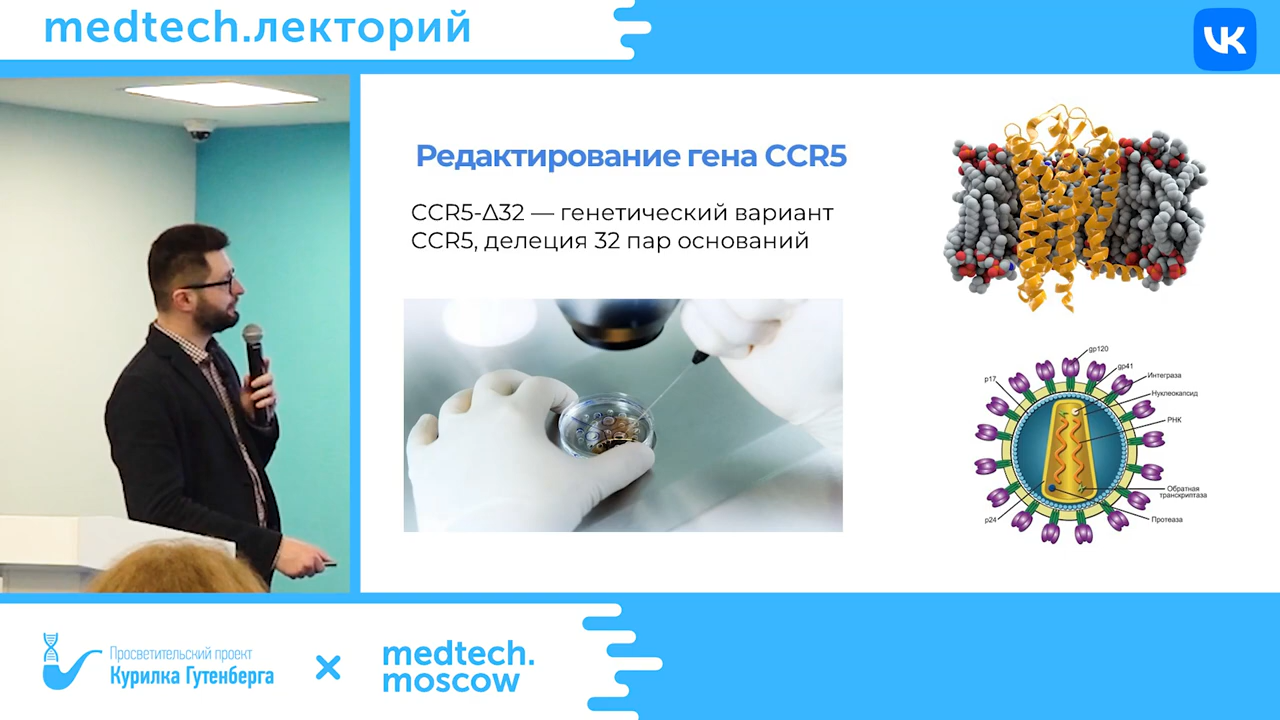 medtech.лекторий
VK
Редактирование гена CCR5
CCR5-Δ32 — генетический вариант
CCR5, делеция 32 пар оснований
gp120
gp41
p17
Интеграза
Нуклеокапсид
РНК
Обратная
транскриптаза
p24
Протеаза
Просветительский проект
Курилка Гутенберга
medtech.
moscow